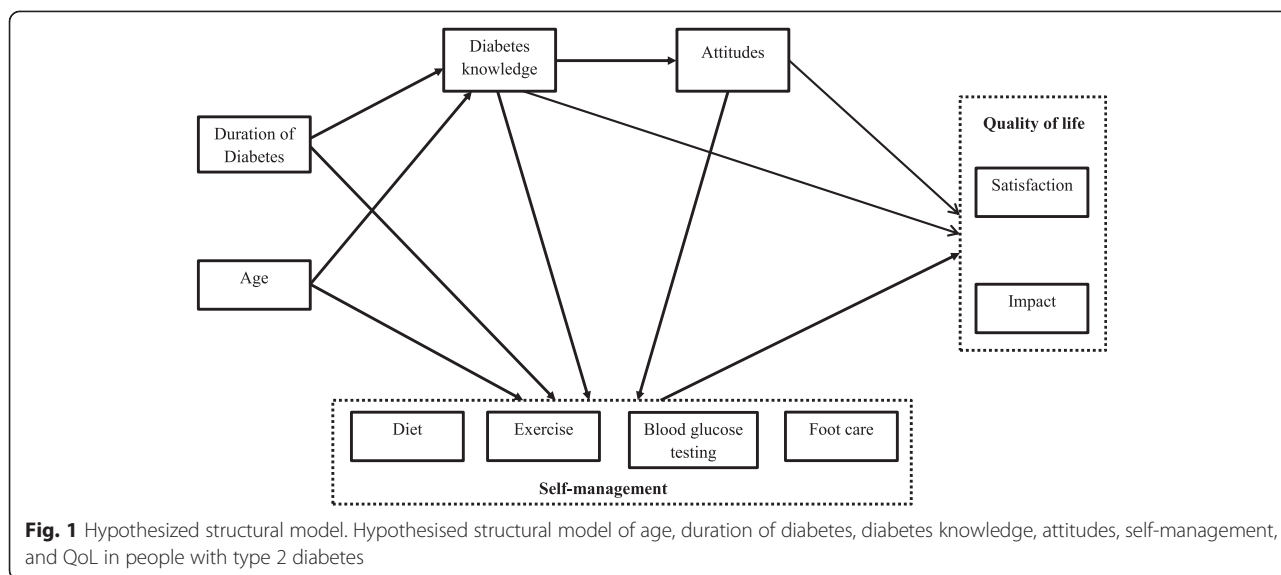 Diabetes
knowledge
Attitudes
Duration of
Diabetes
Quality of life
Satisfaction
Age
Impact
Diet
Exercise
Blood glucose
testing
Foot care
Self-management
Fig. 1 Hypothesized structural model. Hypothesised structural model of age, duration of diabetes, diabetes knowledge, attitudes, self-management,
and QoL in people with type 2 diabetes